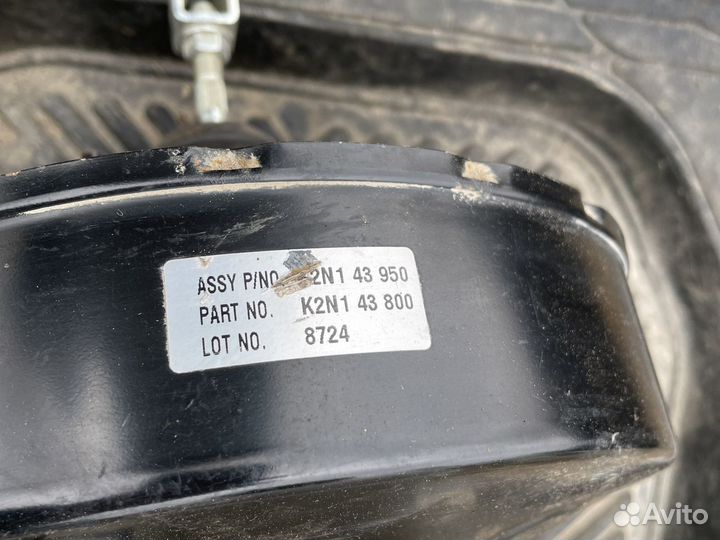 ASSY P/NO. 2N1 43 950
PART NO. K2N1 43 800
LOT NO. 8724
Avito